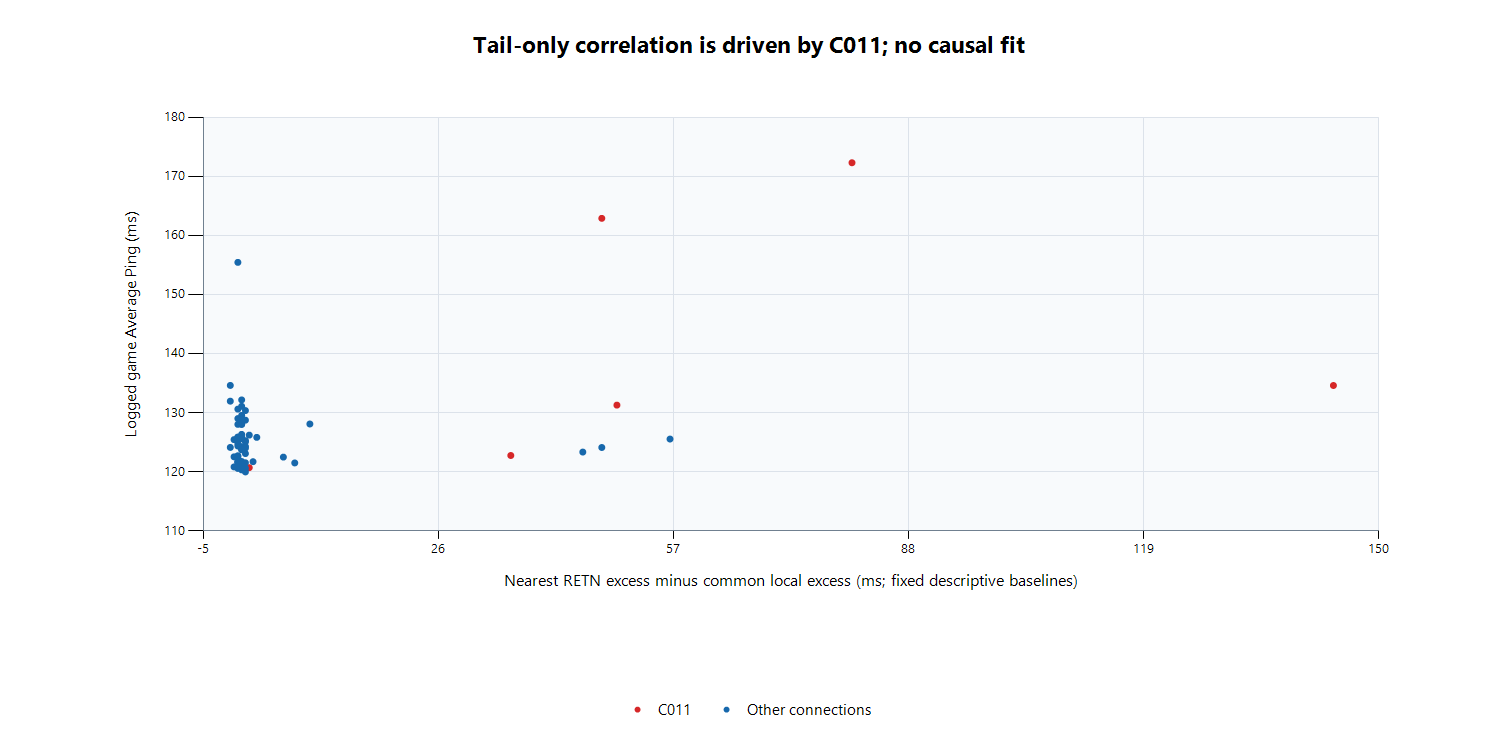 Tail-only correlation is driven by C011; no causal fit
180
170
160
150
140
130
120
110
Logged game Average Ping (ms)
-5 26 57 88 119 150
Nearest RETN excess minus common local excess (ms; fixed descriptive baselines)
C011 Other connections